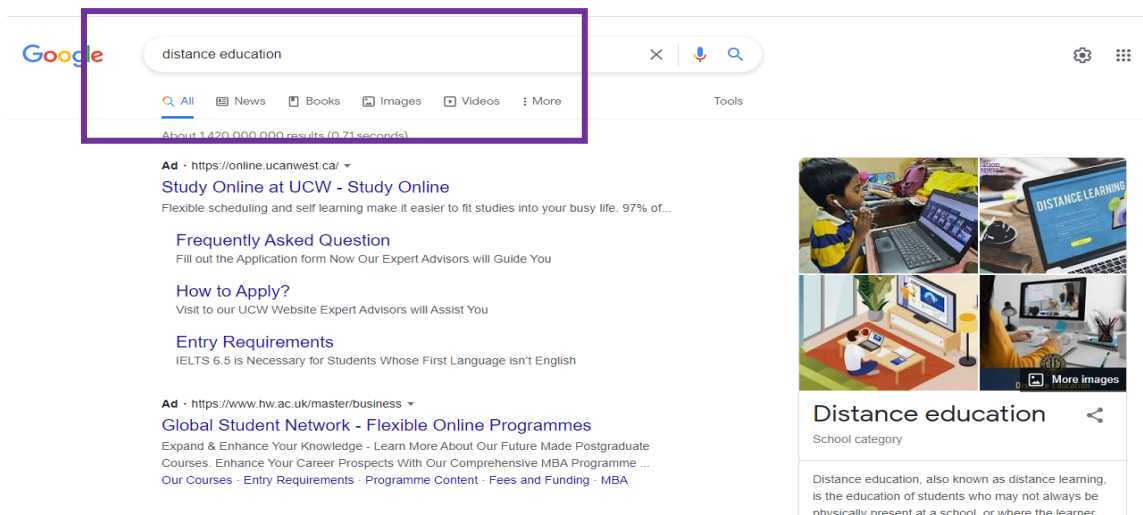 Google
distance education
All News Books Images Videos More Tools
About 1,420,000,000 results (0.71 seconds)
Ad · https://online.ucanwest.ca/
Study Online at UCW - Study Online
Flexible scheduling and self learning make it easier to fit studies into your busy life. 97% of...
Frequently Asked Question
Fill out the Application form Now Our Expert Advisors will Guide You
How to Apply?
Visit to our UCW Website Expert Advisors will Assist You
Entry Requirements
IELTS 6.5 is Necessary for Students Whose First Language isn't English
Ad · https://www.hw.ac.uk/master/business
Global Student Network - Flexible Online Programmes
Expand & Enhance Your Knowledge - Learn More About Our Future Made Postgraduate
Courses. Enhance Your Career Prospects With Our Comprehensive MBA Programme ...
Our Courses · Entry Requirements · Programme Content · Fees and Funding · MBA
DISTANCE LEARNING
More images
Distance education
School category
Distance education, also known as distance learning,
is the education of students who may not always be
physically present at a school, or where the learner